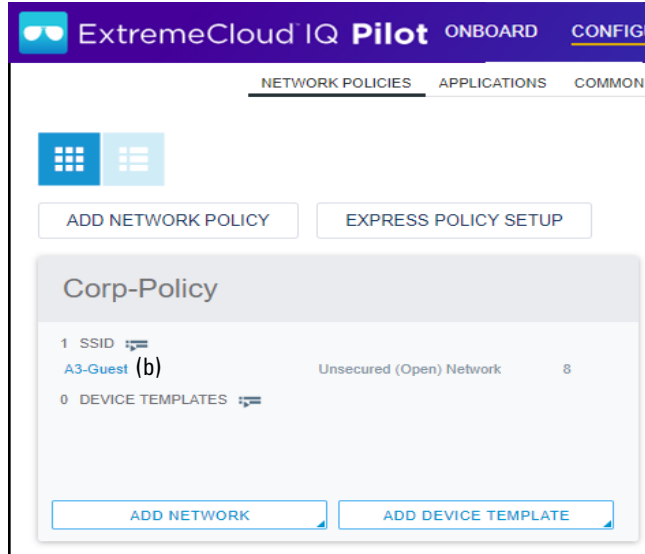 ExtremeCloud IQ Pilot ONBOARD CONFIG
NETWORK POLICIES APPLICATIONS COMMON
ADD NETWORK POLICY EXPRESS POLICY SETUP
Corp-Policy
1 SSID
A3-Guest (b) Unsecured (Open) Network 8
0 DEVICE TEMPLATES
ADD NETWORK ADD DEVICE TEMPLATE